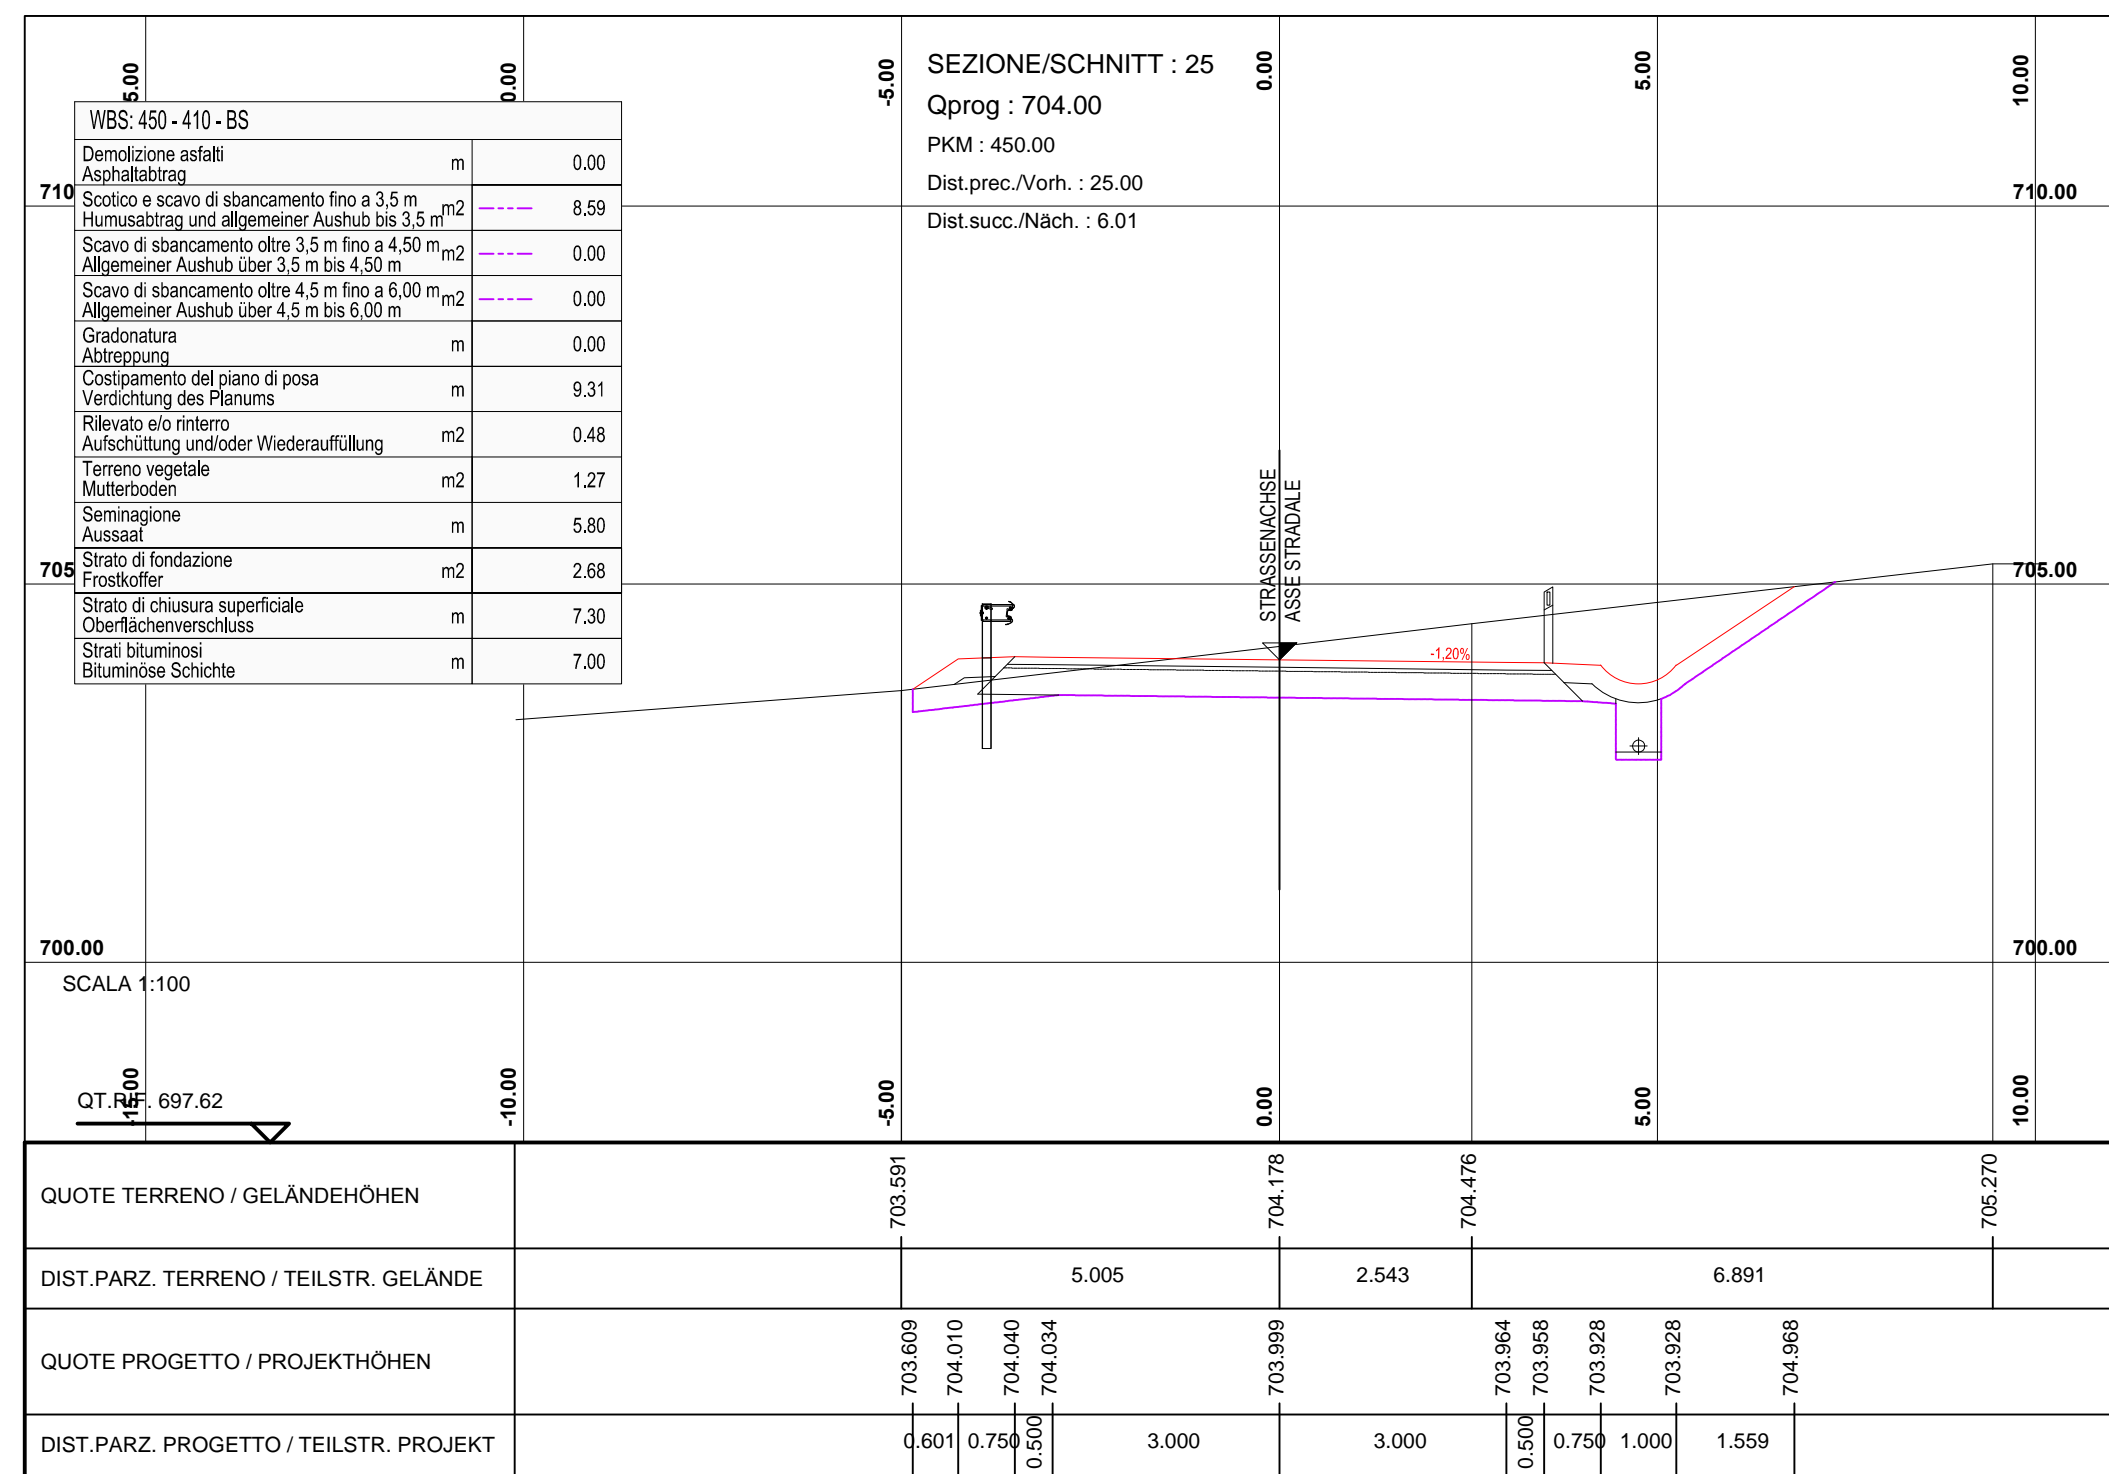 5.00
0.00
-5.00
0.00
5.00
10.00
SEZIONE/SCHNITT : 25
Qprog : 704.00
PKM : 450.00
Dist.prec./Vorh. : 25.00
Dist.succ./Näch. : 6.01
WBS: 450 - 410 - BS
Demolizione asfalti
Asphaltabtrag
m 0.00
Scotico e scavo di sbancamento fino a 3,5 m
Humusabtrag und allgemeiner Aushub bis 3,5 m
m2 8.59
Scavo di sbancamento oltre 3,5 m fino a 4,50 m
Allgemeiner Aushub über 3,5 m bis 4,50 m
m2 0.00
Scavo di sbancamento oltre 4,5 m fino a 6,00 m
Allgemeiner Aushub über 4,5 m bis 6,00 m
m2 0.00
Gradonatura
Abtreppung
m 0.00
Costipamento del piano di posa
Verdichtung des Planums
m 9.31
Rilevato e/o rinterro
Aufschüttung und/oder Wiederauffüllung
m2 0.48
Terreno vegetale
Mutterboden
m2 1.27
Seminagione
Aussaat
m 5.80
Strato di fondazione
Frostkoffer
m2 2.68
Strato di chiusura superficiale
Oberflächenverschluss
m 7.30
Strati bituminosi
Bituminöse Schichte
m 7.00
710
710.00
705
705.00
STRASSENACHSE
ASSE STRADALE
-1,20%
700.00
700.00
SCALA 1:100
QT.RIF. 697.62
-15.00
-10.00
-5.00
0.00
5.00
10.00
QUOTE TERRENO / GELÄNDEHÖHEN
703.591
704.178
704.476
705.270
DIST.PARZ. TERRENO / TEILSTR. GELÄNDE
5.005
2.543
6.891
QUOTE PROGETTO / PROJEKTHÖHEN
703.609
704.010
704.040
704.034
703.999
703.964
703.958
703.928
703.928
704.968
DIST.PARZ. PROGETTO / TEILSTR. PROJEKT
0.601
0.750
0.500
3.000
3.000
0.500
0.750
1.000
1.559